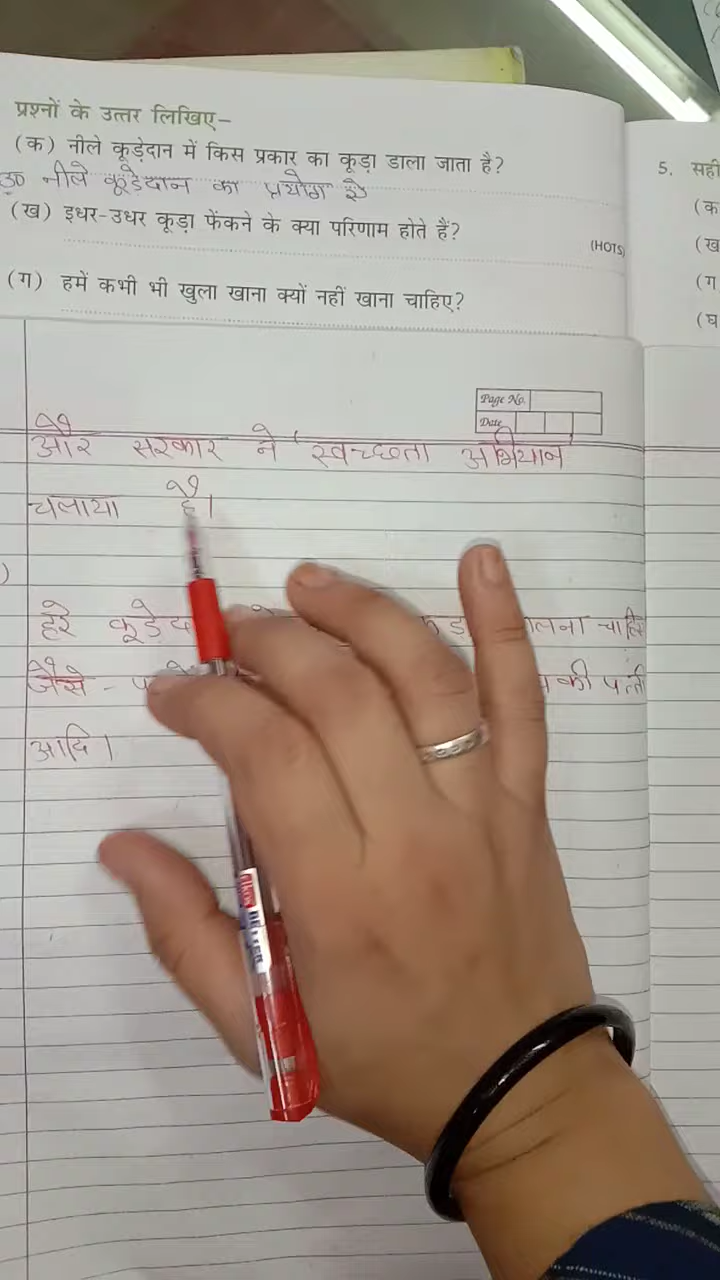 प्रश्नों के उत्तर लिखिए–
(क) नीले कूड़ेदान में किस प्रकार का कूड़ा डाला जाता है?
उ० नीले कूडेदान का प्रयोग
(ख) इधर-उधर कूड़ा फेंकने के क्या परिणाम होते हैं?
(HOTS)
(ग) हमें कभी भी खुला खाना क्यों नहीं खाना चाहिए?
5. सही
(क
(ख
(ग
(घ
Page No.
Date
और सरकार ने 'स्वच्छता अभियान'
चलाया है।
हरे चाहिए
जैसे - की पत्ती
आदि।